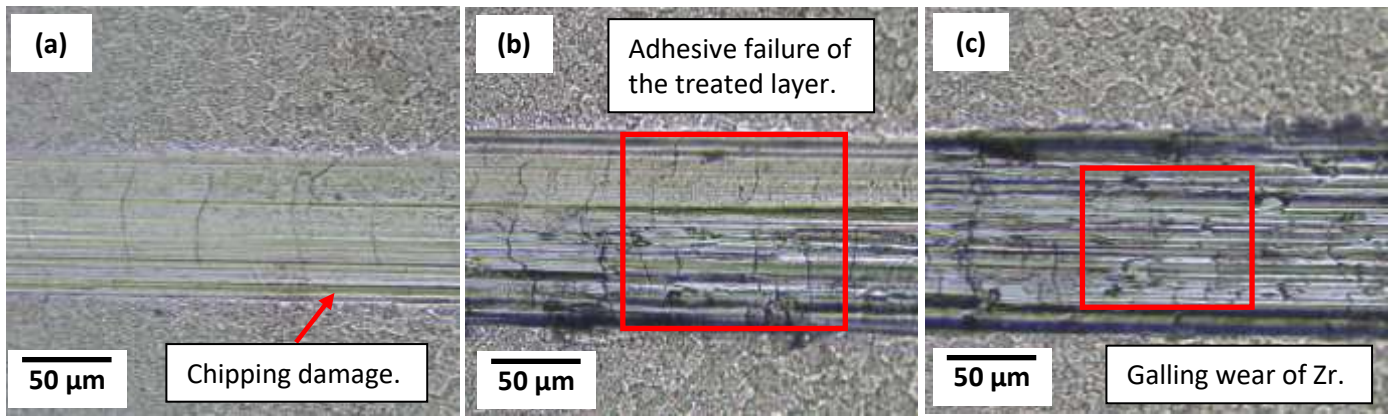 (a)
Chipping damage.
50 µm
(b)
Adhesive failure of
the treated layer.
50 µm
(c)
50 µm
Galling wear of Zr.